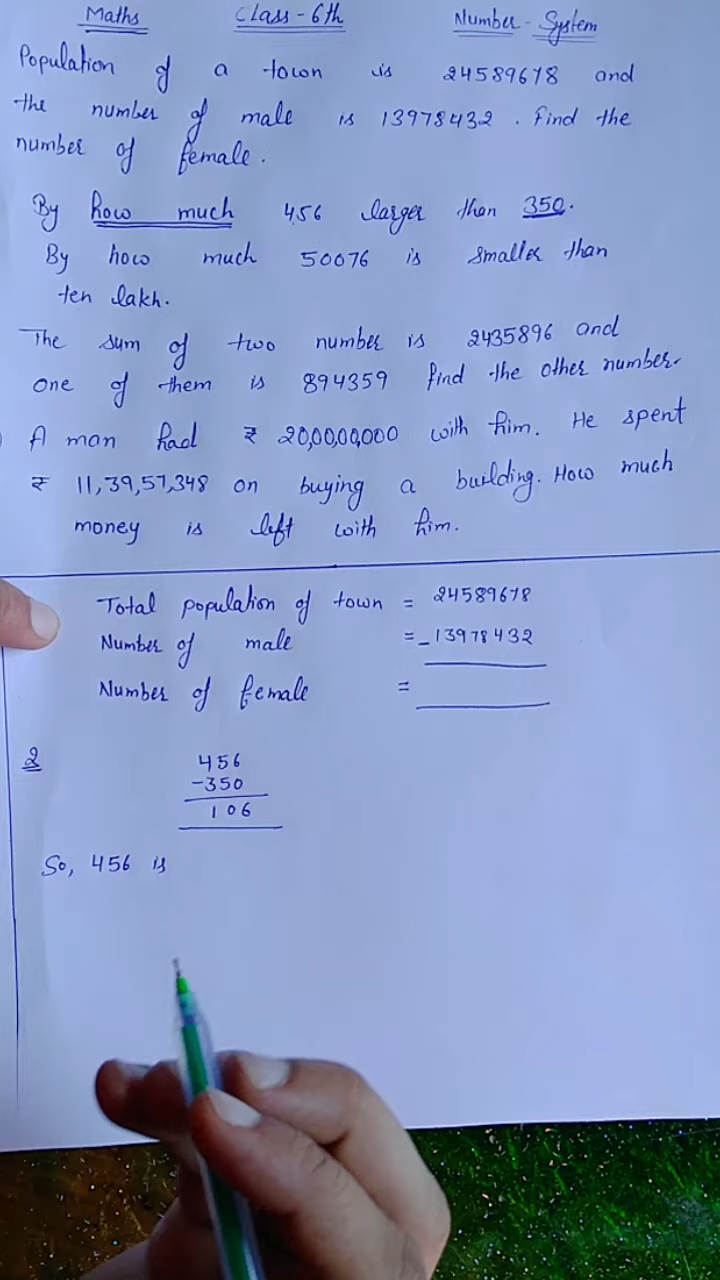 Maths Class-6th Number-System
Population of a town is 24589678 and
the number of male is 13978432. find the
number of female.
By how much 456 larger than 350.
By how much 50076 is smaller than
ten lakh.
The sum of two number is 2435896 and
one of them is 894359 find the other number.
A man had ₹ 20,00,00,000 with him. He spent
₹ 11,39,57,348 on buying a building. How much
money is left with him.
Total population of town = 24589678
Number of male = - 13978432
Number of female =
2
456
-350
106
So, 456 is